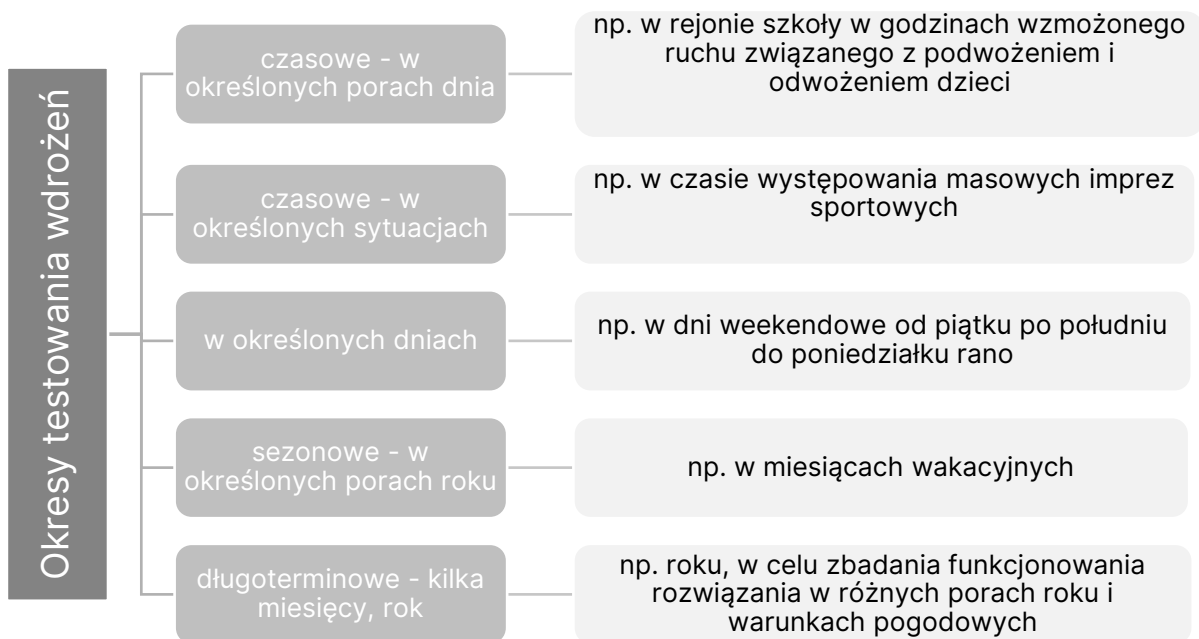 Okresy testowania wdrożeń
czasowe - w
określonych porach dnia
np. w rejonie szkoły w godzinach wzmożonego
ruchu związanego z podwożeniem i
odwożeniem dzieci
czasowe - w
określonych sytuacjach
np. w czasie występowania masowych imprez
sportowych
w określonych dniach
np. w dni weekendowe od piątku po południu
do poniedziałku rano
sezonowe - w
określonych porach roku
np. w miesiącach wakacyjnych
długoterminowe - kilka
miesięcy, rok
np. roku, w celu zbadania funkcjonowania
rozwiązania w różnych porach roku i
warunkach pogodowych